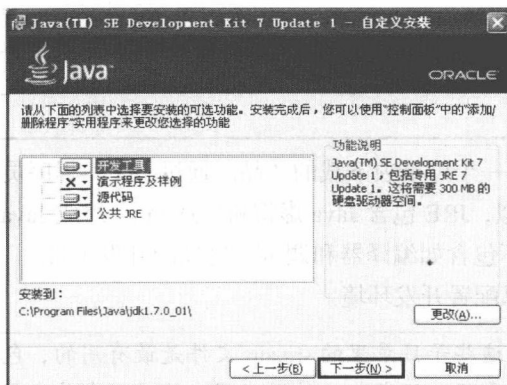 Java(TM) SE Development Kit 7 Update 1 - 自定义安装
Java
ORACLE
请从下面的列表中选择要安装的可选功能。安装完成后，您可以使用“控制面板”中的“添加/
删除程序”实用程序来更改您选择的功能
开发工具
演示程序及样例
源代码
公共 JRE
功能说明
Java(TM) SE Development Kit 7
Update 1，包括专用 JRE 7
Update 1。这将需要 300 MB 的
硬盘驱动器空间。
安装到：
C:\Program Files\Java\jdk1.7.0_01\
更改(A)...
<上一步(B)
下一步(N) >
取消